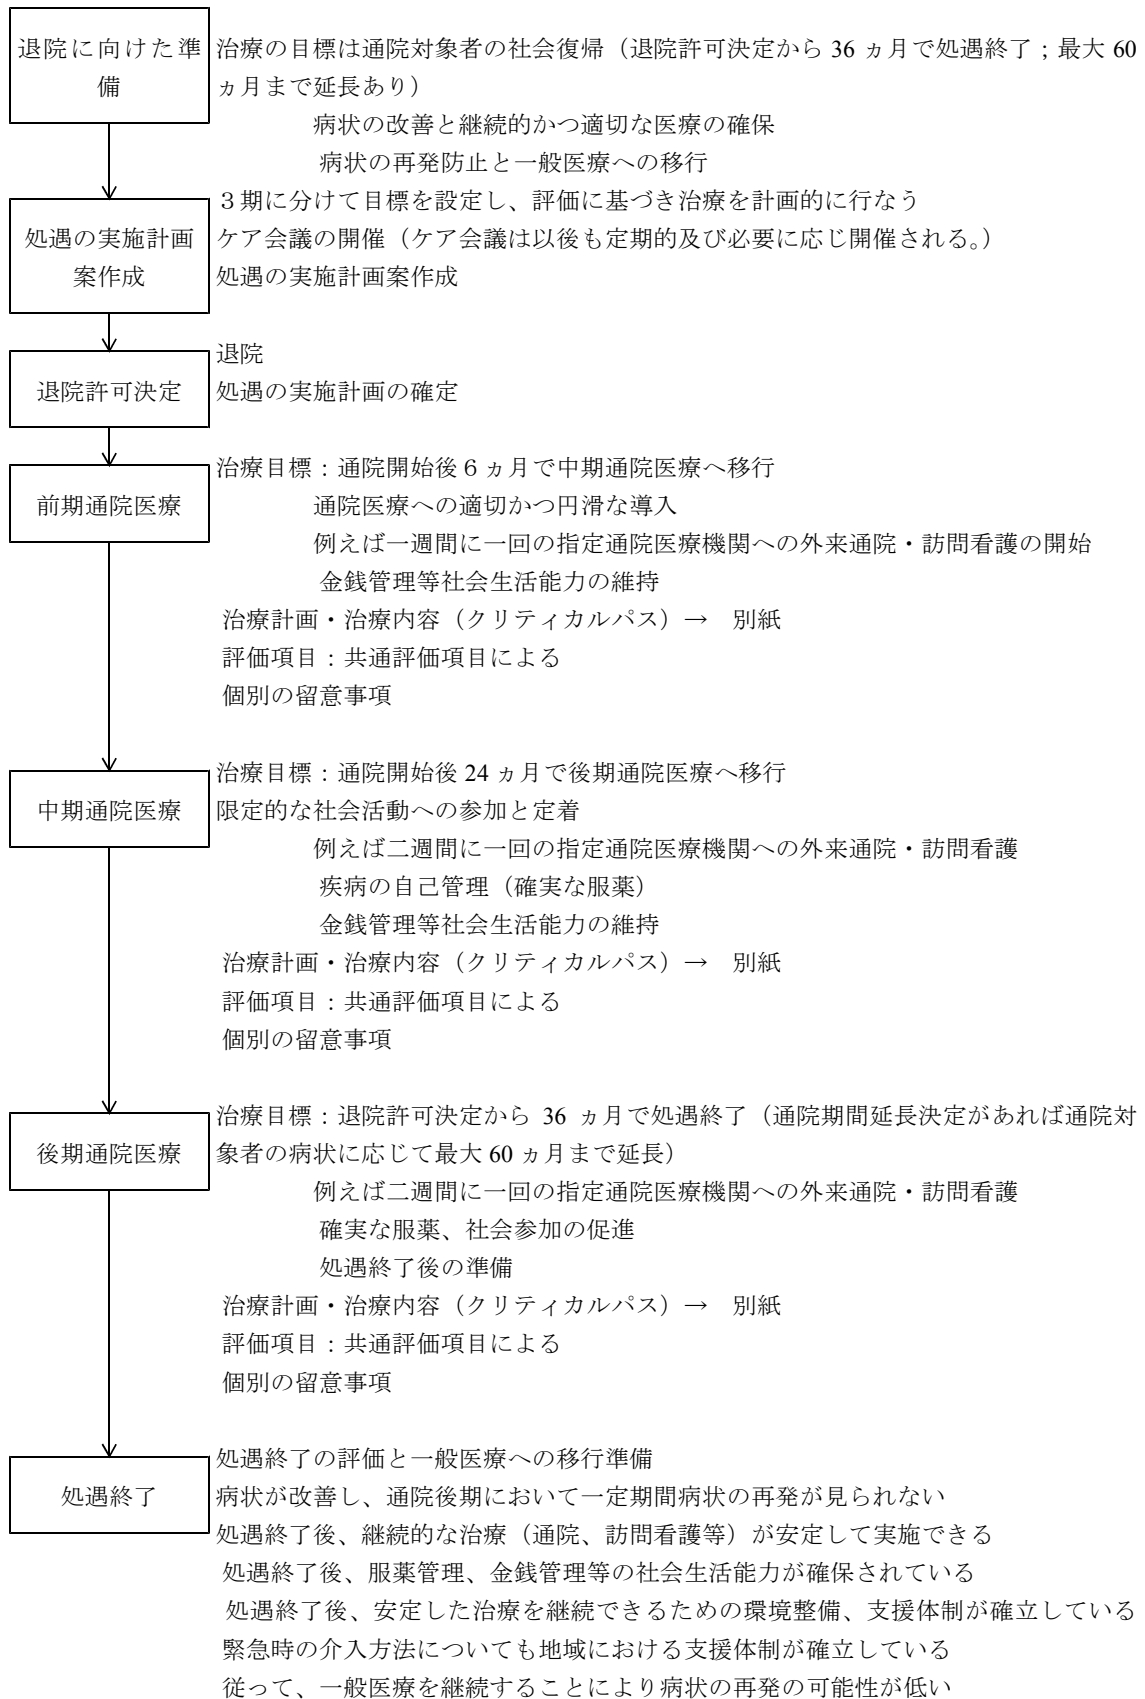 退院に向けた準
備
治療の目標は通院対象者の社会復帰（退院許可決定から 36 ヵ月で処遇終了；最大 60
ヵ月まで延長あり）
病状の改善と継続的かつ適切な医療の確保
病状の再発防止と一般医療への移行
処遇の実施計画
案作成
３期に分けて目標を設定し、評価に基づき治療を計画的に行なう
ケア会議の開催（ケア会議は以後も定期的及び必要に応じ開催される。）
処遇の実施計画案作成
退院許可決定
退院
処遇の実施計画の確定
前期通院医療
治療目標：通院開始後６ヵ月で中期通院医療へ移行
通院医療への適切かつ円滑な導入
例えば一週間に一回の指定通院医療機関への外来通院・訪問看護の開始
金銭管理等社会生活能力の維持
治療計画・治療内容（クリティカルパス）→　別紙
評価項目：共通評価項目による
個別の留意事項
中期通院医療
治療目標：通院開始後 24 ヵ月で後期通院医療へ移行
限定的な社会活動への参加と定着
例えば二週間に一回の指定通院医療機関への外来通院・訪問看護
疾病の自己管理（確実な服薬）
金銭管理等社会生活能力の維持
治療計画・治療内容（クリティカルパス）→　別紙
評価項目：共通評価項目による
個別の留意事項
後期通院医療
治療目標：退院許可決定から 36 ヵ月で処遇終了（通院期間延長決定があれば通院対
象者の病状に応じて最大 60 ヵ月まで延長）
例えば二週間に一回の指定通院医療機関への外来通院・訪問看護
確実な服薬、社会参加の促進
処遇終了後の準備
治療計画・治療内容（クリティカルパス）→　別紙
評価項目：共通評価項目による
個別の留意事項
処遇終了
処遇終了の評価と一般医療への移行準備
病状が改善し、通院後期において一定期間病状の再発が見られない
処遇終了後、継続的な治療（通院、訪問看護等）が安定して実施できる
処遇終了後、服薬管理、金銭管理等の社会生活能力が確保されている
処遇終了後、安定した治療を継続できるための環境整備、支援体制が確立している
緊急時の介入方法についても地域における支援体制が確立している
従って、一般医療を継続することにより病状の再発の可能性が低い